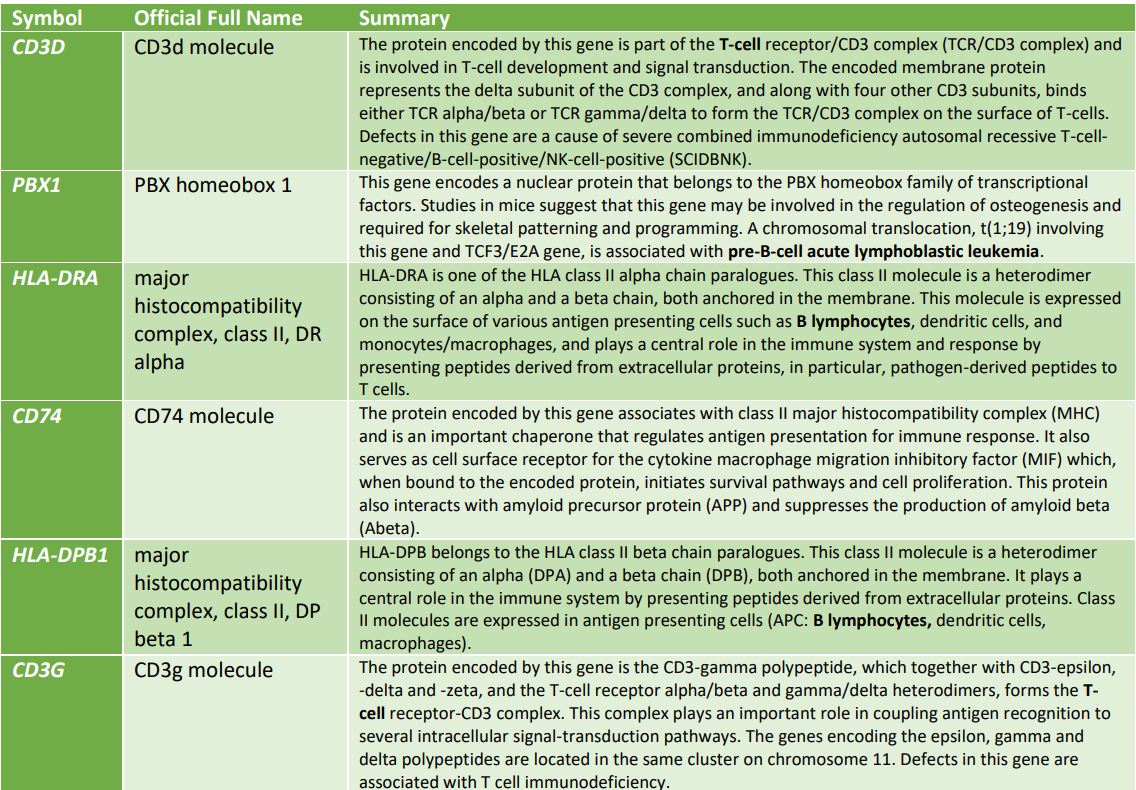 Symbol Official Full Name Summary
CD3D CD3d molecule The protein encoded by this gene is part of the T-cell receptor/CD3 complex (TCR/CD3 complex) and
is involved in T-cell development and signal transduction. The encoded membrane protein
represents the delta subunit of the CD3 complex, and along with four other CD3 subunits, binds
either TCR alpha/beta or TCR gamma/delta to form the TCR/CD3 complex on the surface of T-cells.
Defects in this gene are a cause of severe combined immunodeficiency autosomal recessive T-cell-
negative/B-cell-positive/NK-cell-positive (SCIDBNK).
PBX1 PBX homeobox 1 This gene encodes a nuclear protein that belongs to the PBX homeobox family of transcriptional
factors. Studies in mice suggest that this gene may be involved in the regulation of osteogenesis and
required for skeletal patterning and programming. A chromosomal translocation, t(1;19) involving
this gene and TCF3/E2A gene, is associated with pre-B-cell acute lymphoblastic leukemia.
HLA-DRA
major
histocompatibility
complex, class II, DR
alpha
HLA-DRA is one of the HLA class II alpha chain paralogues. This class II molecule is a heterodimer
consisting of an alpha and a beta chain, both anchored in the membrane. This molecule is expressed
on the surface of various antigen presenting cells such as B lymphocytes, dendritic cells, and
monocytes/macrophages, and plays a central role in the immune system and response by
presenting peptides derived from extracellular proteins, in particular, pathogen-derived peptides to
T cells.
CD74 CD74 molecule The protein encoded by this gene associates with class II major histocompatibility complex (MHC)
and is an important chaperone that regulates antigen presentation for immune response. It also
serves as cell surface receptor for the cytokine macrophage migration inhibitory factor (MIF) which,
when bound to the encoded protein, initiates survival pathways and cell proliferation. This protein
also interacts with amyloid precursor protein (APP) and suppresses the production of amyloid beta
(Abeta).
HLA-DPB1
major
histocompatibility
complex, class II, DP
beta 1
HLA-DPB belongs to the HLA class II beta chain paralogues. This class II molecule is a heterodimer
consisting of an alpha (DPA) and a beta chain (DPB), both anchored in the membrane. It plays a
central role in the immune system by presenting peptides derived from extracellular proteins. Class
II molecules are expressed in antigen presenting cells (APC: B lymphocytes, dendritic cells,
macrophages).
CD3G CD3g molecule The protein encoded by this gene is the CD3-gamma polypeptide, which together with CD3-epsilon,
-delta and -zeta, and the T-cell receptor alpha/beta and gamma/delta heterodimers, forms the T-
cell receptor-CD3 complex. This complex plays an important role in coupling antigen recognition to
several intracellular signal-transduction pathways. The genes encoding the epsilon, gamma and
delta polypeptides are located in the same cluster on chromosome 11. Defects in this gene are
associated with T cell immunodeficiency.